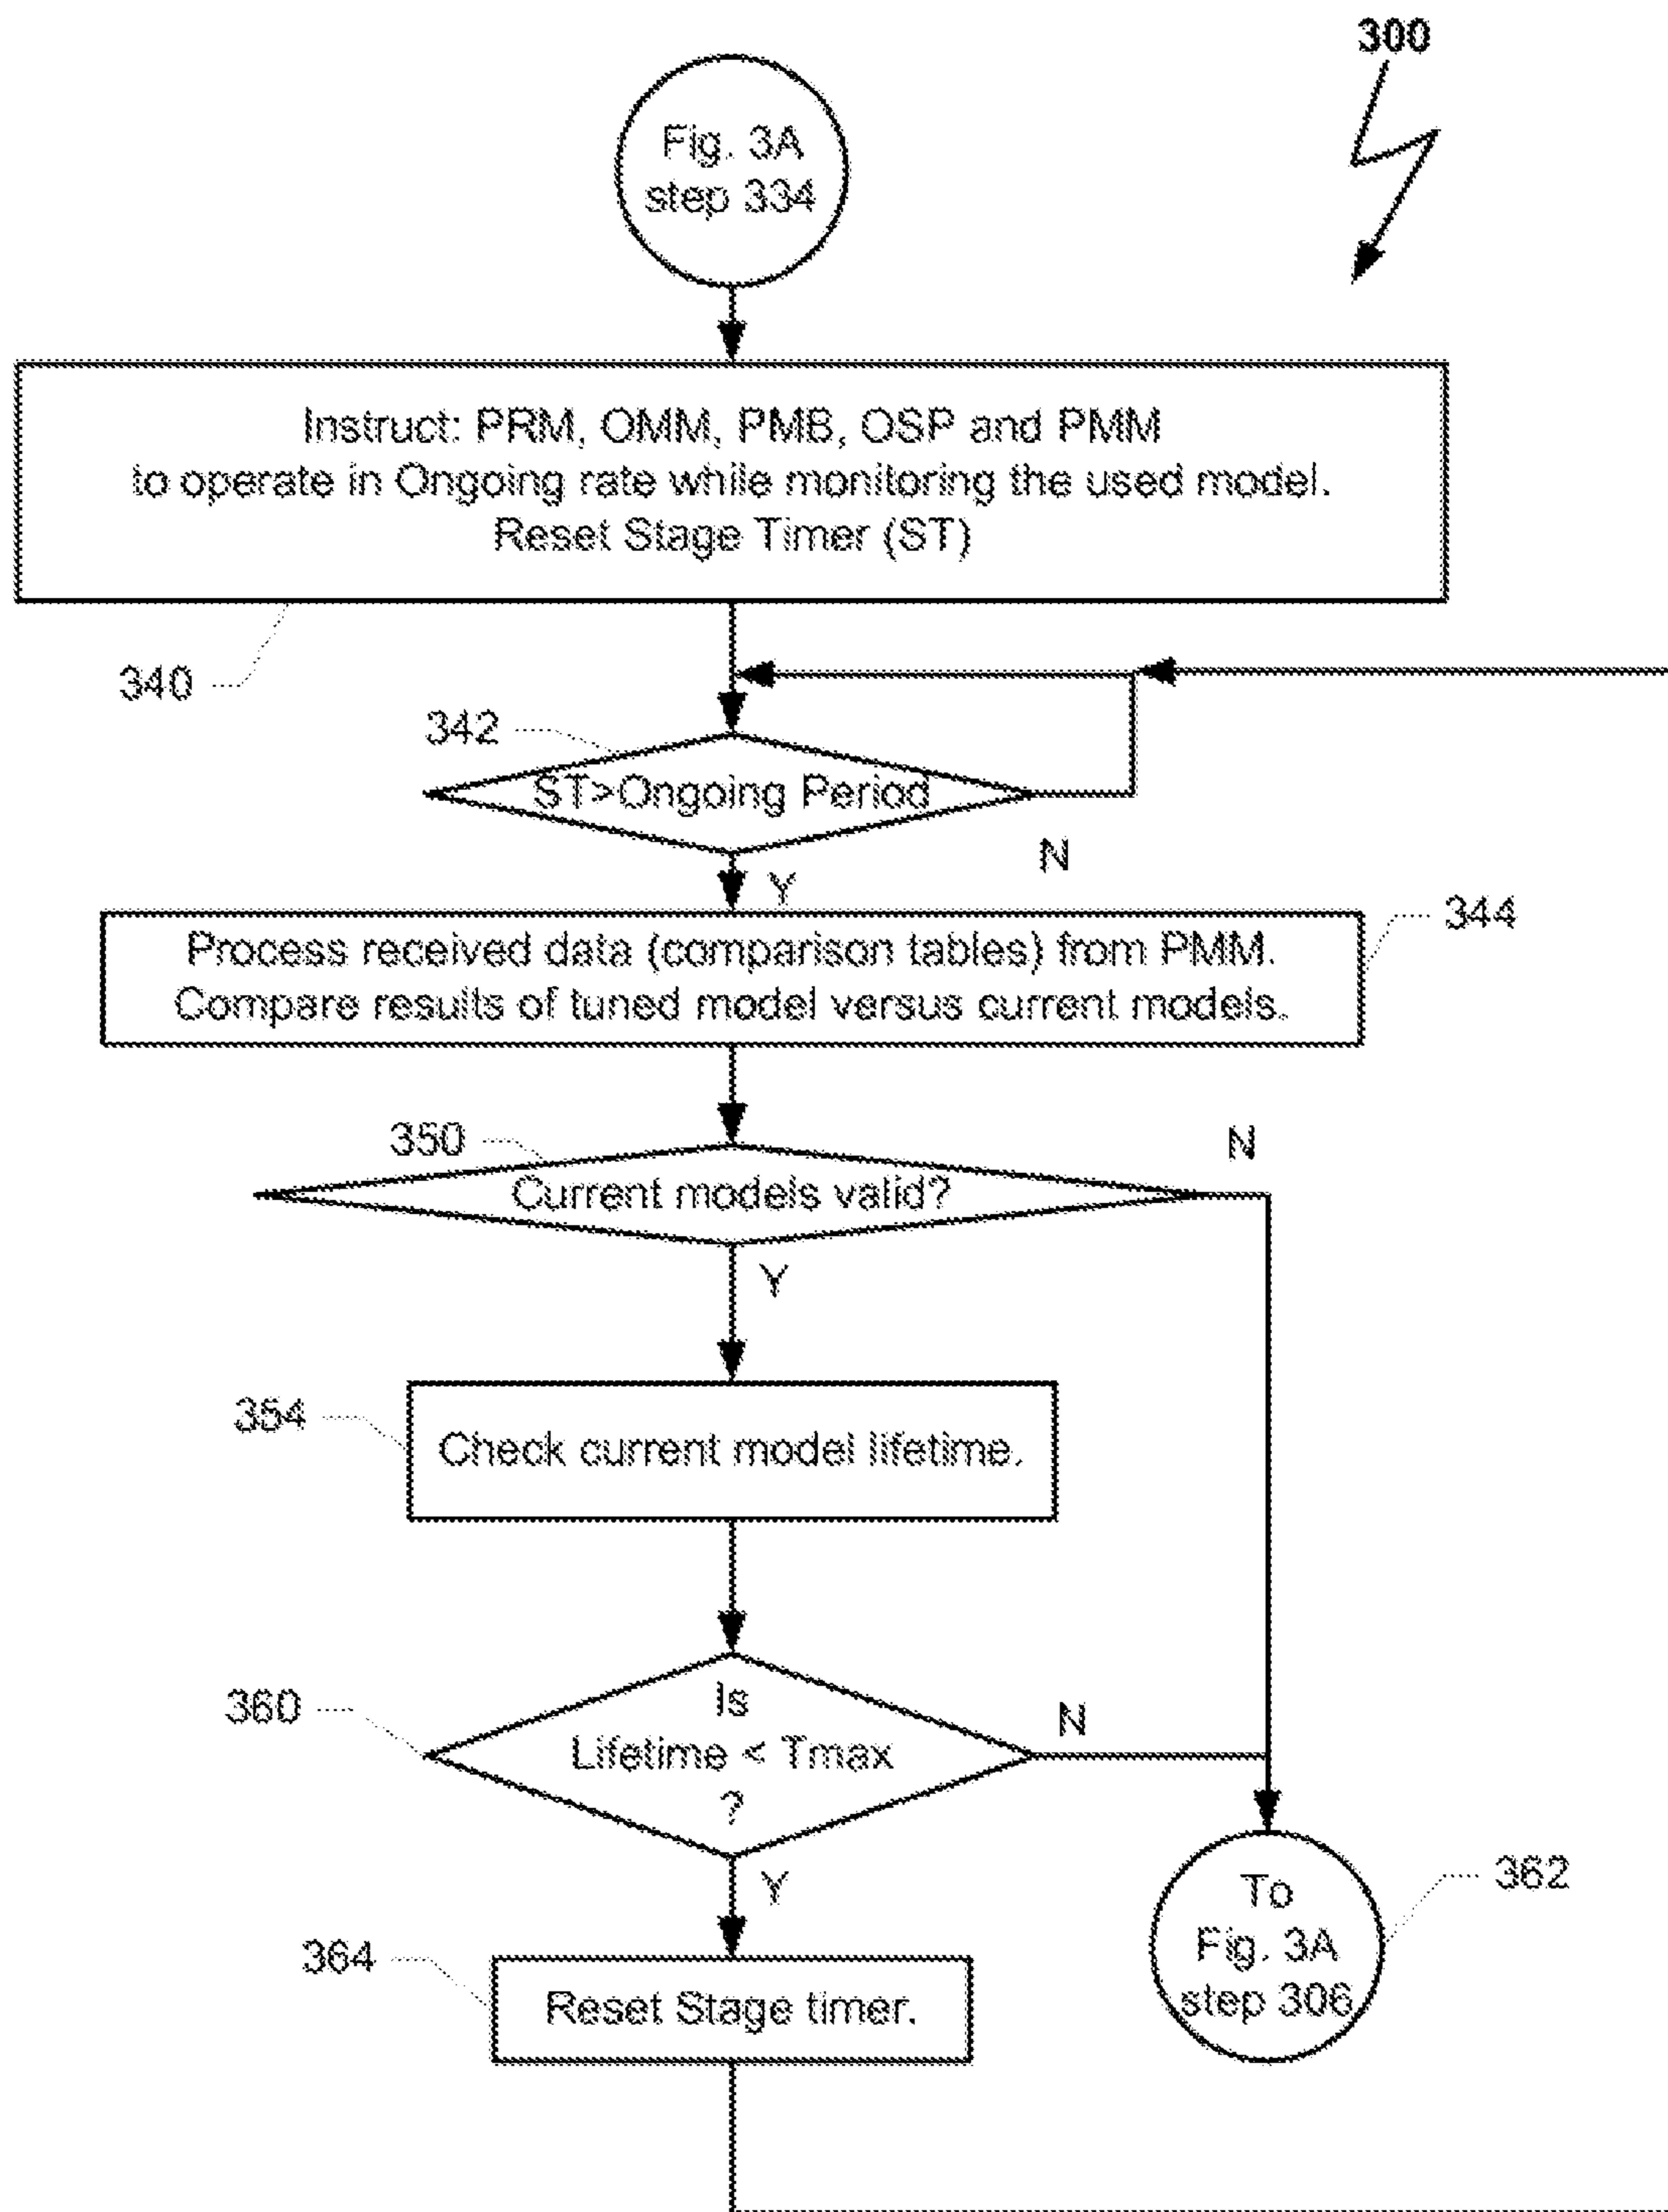 300
Fig. 3A
step 334
Instruct: PRM, OMM, PMB, OSP and PMM
to operate in Ongoing rate while monitoring the used model.
Reset Stage Timer (ST)
340
342
ST>Ongoing Period
N
Y
344
Process received data (comparison tables) from PMM.
Compare results of tuned model versus current models.
350
N
Current models valid?
Y
354
Check current model lifetime.
360
Is
Lifetime < Tmax
?
N
Y
362
To
Fig. 3A
step 306
364
Reset Stage timer.